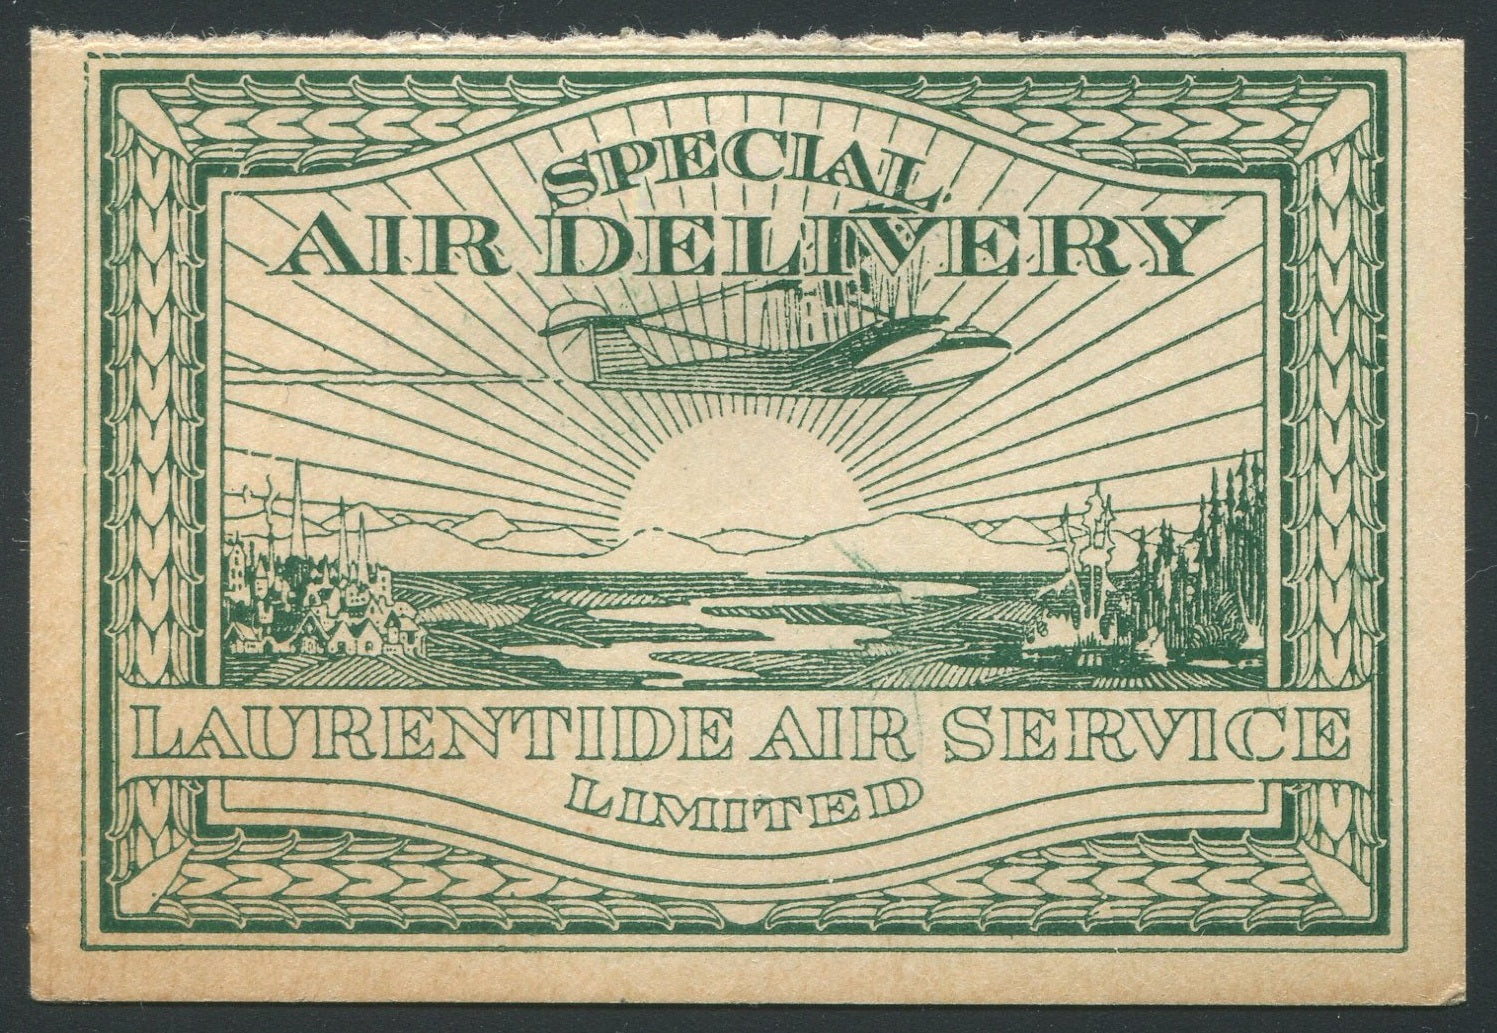 SPECIAL
AIR DELIVERY
LAURENTIDE AIR SERVICE
LIMITED